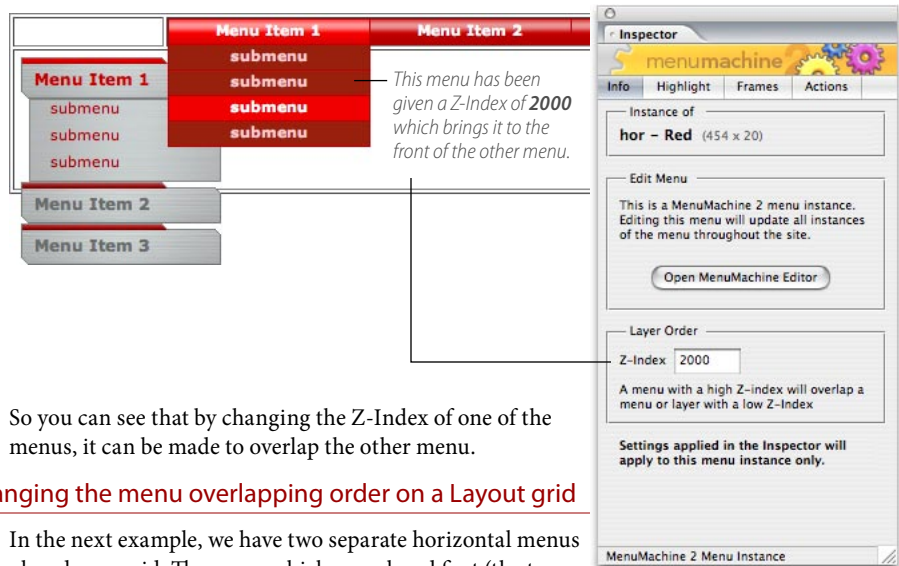 Menu Item 1
Menu Item 2
submenu
submenu
submenu
submenu
Menu Item 1
submenu
submenu
submenu
Menu Item 2
Menu Item 3
This menu has been
given a Z-Index of 2000
which brings it to the
front of the other menu.
Inspector
menumachine
Info Highlight Frames Actions
Instance of
hor – Red (454 x 20)
Edit Menu
This is a MenuMachine 2 menu instance.
Editing this menu will update all instances
of the menu throughout the site.
Open MenuMachine Editor
Layer Order
Z-Index 2000
A menu with a high Z-index will overlap a
menu or layer with a low Z-Index
Settings applied in the Inspector will
apply to this menu instance only.
MenuMachine 2 Menu Instance
So you can see that by changing the Z-Index of one of the
menus, it can be made to overlap the other menu.
anging the menu overlapping order on a Layout grid
In the next example, we have two separate horizontal menus